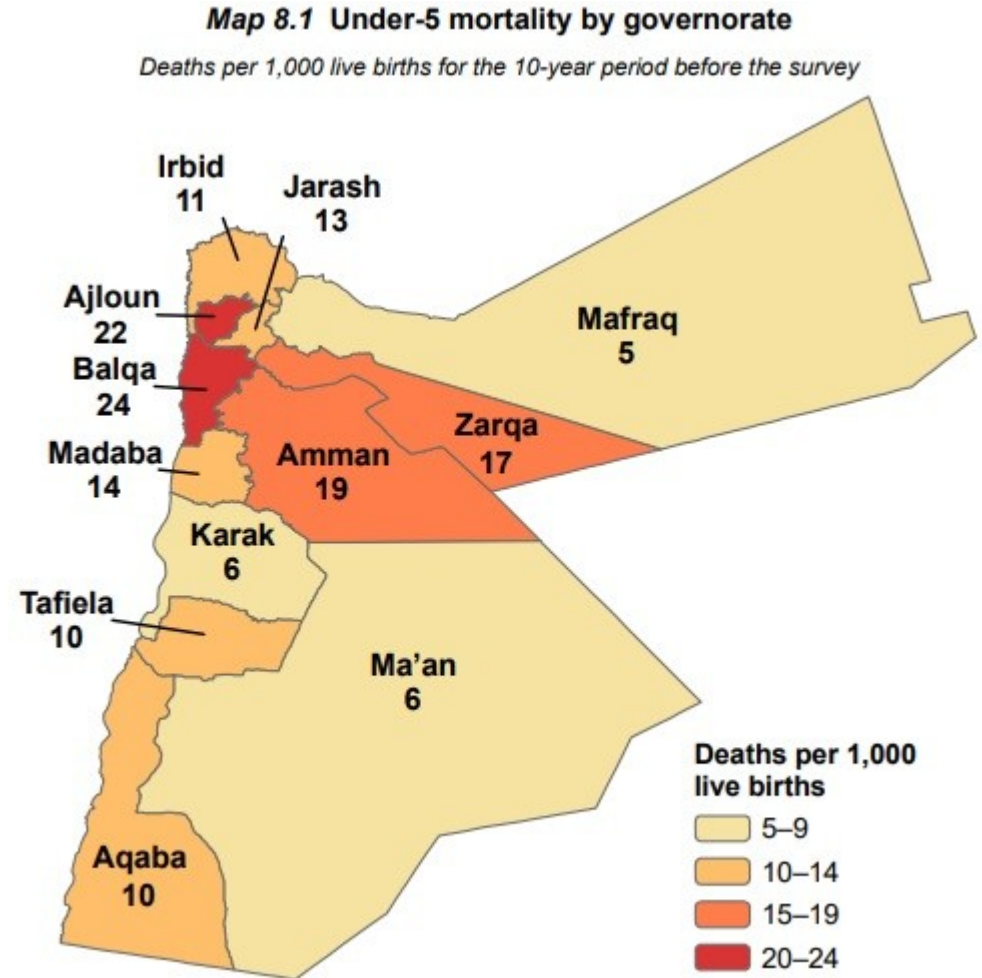 Map 8.1 Under-5 mortality by governorate
Deaths per 1,000 live births for the 10-year period before the survey
Irbid
11
Jarash
13
Ajloun
22
Mafraq
5
Balqa
24
Zarqa
17
Madaba
14
Amman
19
Karak
6
Tafiela
10
Ma’an
6
Aqaba
10
Deaths per 1,000
live births
5–9
10–14
15–19
20–24